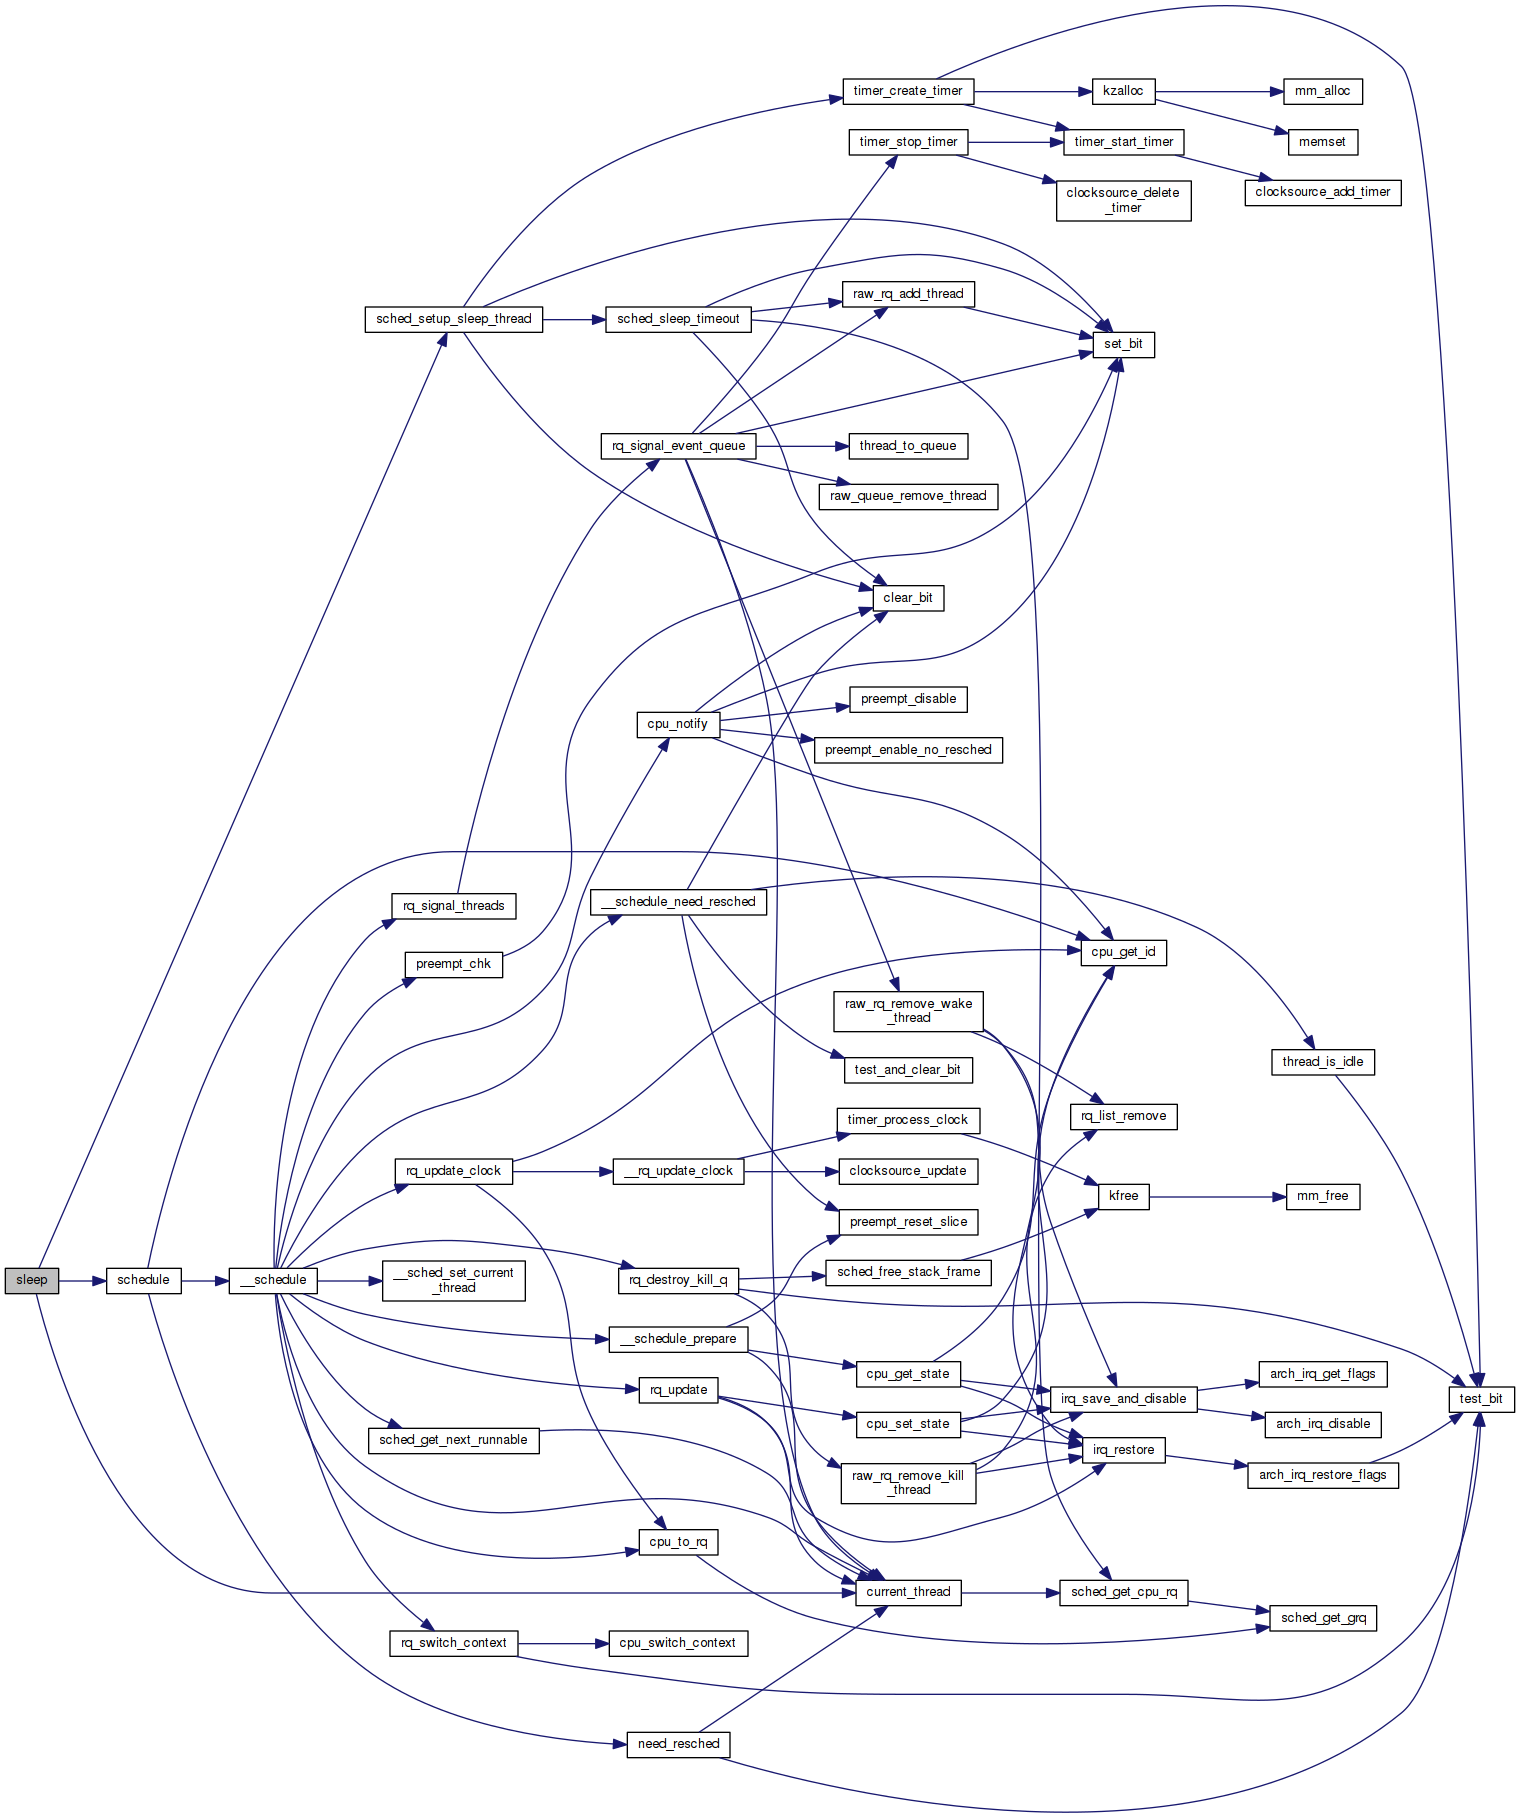 timer_create_timer
kzalloc
mm_alloc
timer_stop_timer
timer_start_timer
memset
clocksource_delete
_timer
clocksource_add_timer
raw_rq_add_thread
sched_setup_sleep_thread
sched_sleep_timeout
set_bit
rq_signal_event_queue
thread_to_queue
raw_queue_remove_thread
clear_bit
preempt_disable
cpu_notify
preempt_enable_no_resched
rq_signal_threads
__schedule_need_resched
preempt_chk
cpu_get_id
raw_rq_remove_wake
_thread
thread_is_idle
test_and_clear_bit
timer_process_clock
rq_list_remove
rq_update_clock
__rq_update_clock
clocksource_update
kfree
mm_free
preempt_reset_slice
sleep
schedule
__schedule
__sched_set_current
_thread
rq_destroy_kill_q
sched_free_stack_frame
__schedule_prepare
cpu_get_state
arch_irq_get_flags
rq_update
irq_save_and_disable
test_bit
cpu_set_state
arch_irq_disable
sched_get_next_runnable
irq_restore
raw_rq_remove_kill
_thread
arch_irq_restore_flags
cpu_to_rq
current_thread
sched_get_cpu_rq
sched_get_grq
rq_switch_context
cpu_switch_context
need_resched